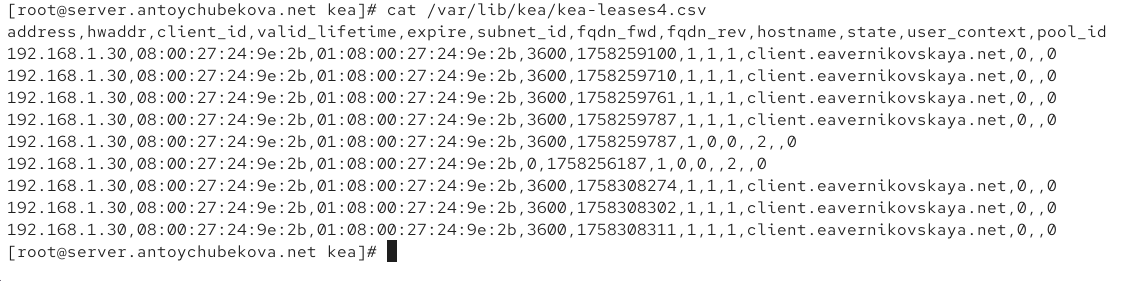 [root@server.antoychubekova.net kea]# cat /var/lib/kea/kea-leases4.csv
address,hwaddr,client_id,valid_lifetime,expire,subnet_id,fqdn_fwd,fqdn_rev,hostname,state,user_context,pool_id
192.168.1.30,08:00:27:24:9e:2b,01:08:00:27:24:9e:2b,3600,1758259100,1,1,1,client.eavernikovskaya.net,0,,0
192.168.1.30,08:00:27:24:9e:2b,01:08:00:27:24:9e:2b,3600,1758259710,1,1,1,client.eavernikovskaya.net,0,,0
192.168.1.30,08:00:27:24:9e:2b,01:08:00:27:24:9e:2b,3600,1758259761,1,1,1,client.eavernikovskaya.net,0,,0
192.168.1.30,08:00:27:24:9e:2b,01:08:00:27:24:9e:2b,3600,1758259787,1,1,1,client.eavernikovskaya.net,0,,0
192.168.1.30,08:00:27:24:9e:2b,01:08:00:27:24:9e:2b,3600,1758259787,1,0,0,,2,,0
192.168.1.30,08:00:27:24:9e:2b,01:08:00:27:24:9e:2b,0,1758256187,1,0,0,,2,,0
192.168.1.30,08:00:27:24:9e:2b,01:08:00:27:24:9e:2b,3600,1758308274,1,1,1,client.eavernikovskaya.net,0,,0
192.168.1.30,08:00:27:24:9e:2b,01:08:00:27:24:9e:2b,3600,1758308302,1,1,1,client.eavernikovskaya.net,0,,0
192.168.1.30,08:00:27:24:9e:2b,01:08:00:27:24:9e:2b,3600,1758308311,1,1,1,client.eavernikovskaya.net,0,,0
[root@server.antoychubekova.net kea]#